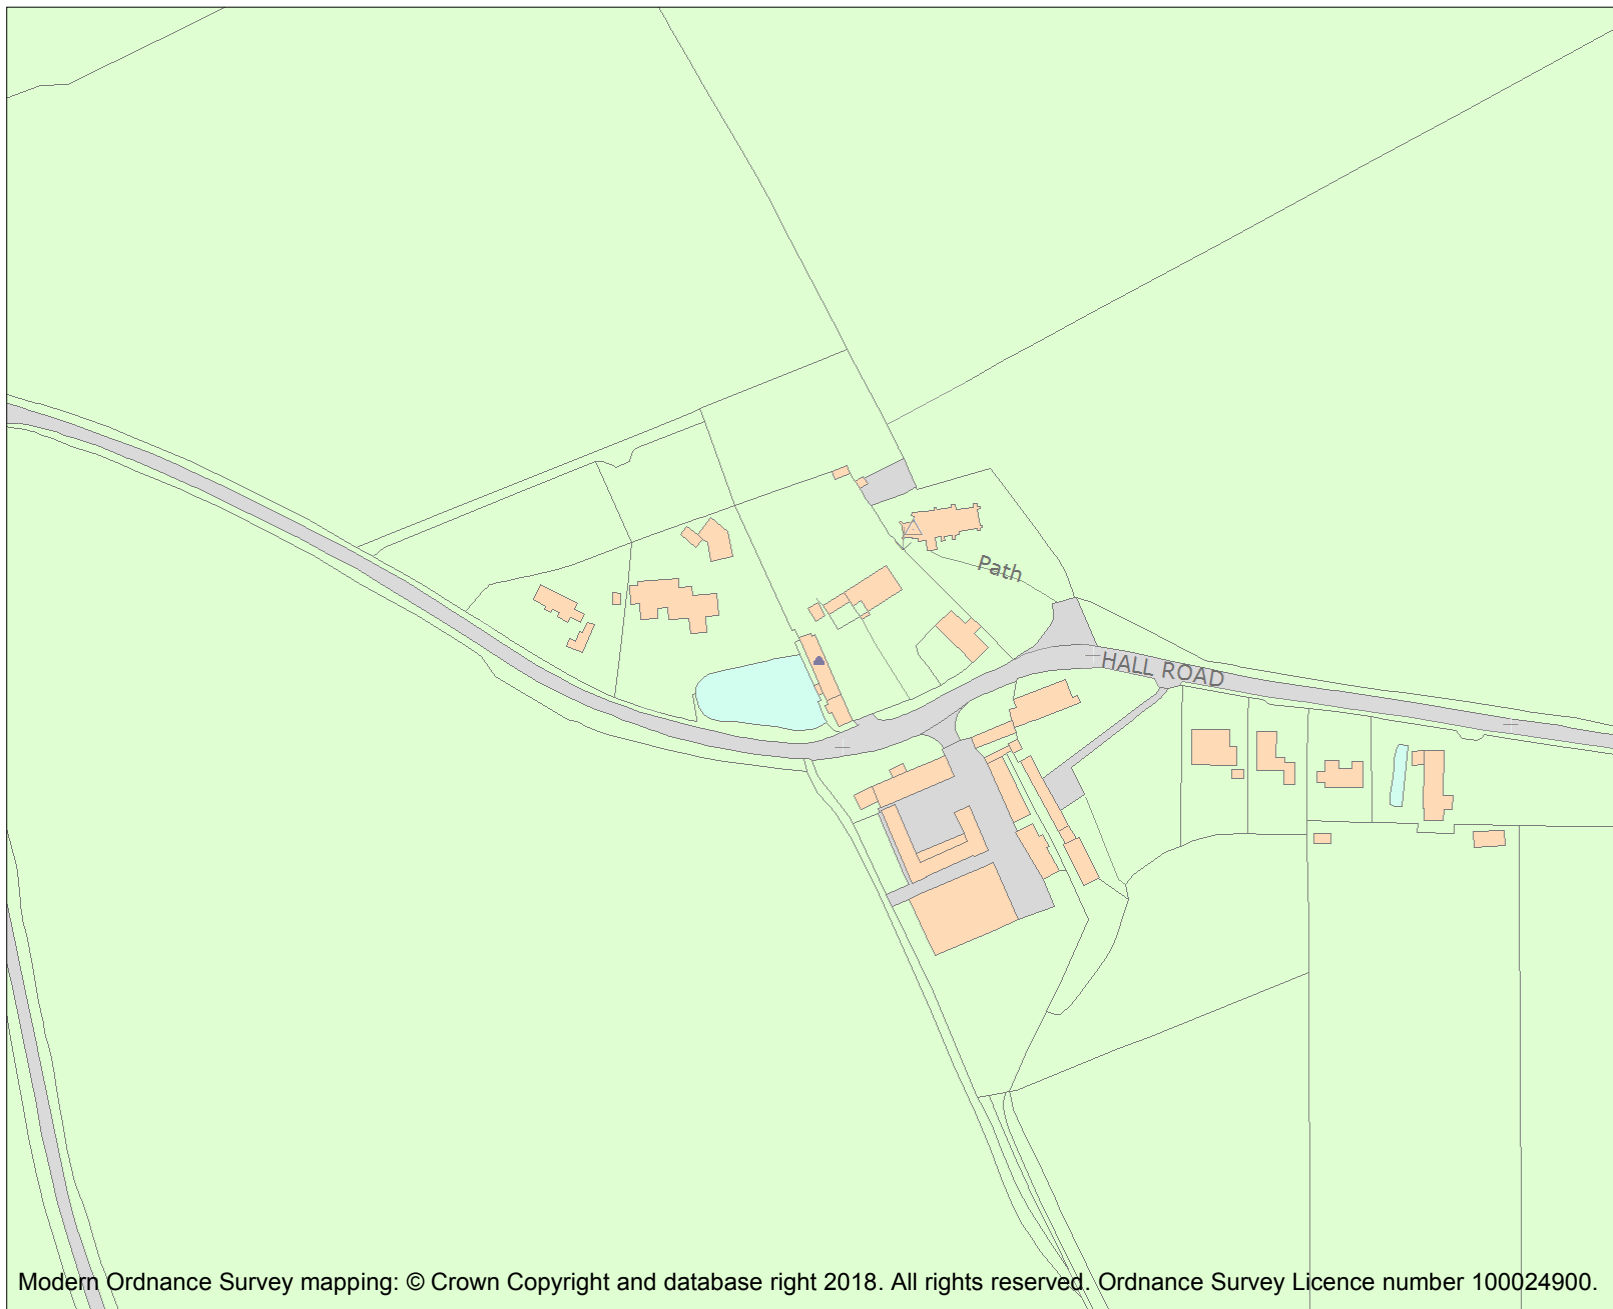 Path
HALL ROAD
Modern Ordnance Survey mapping: © Crown Copyright and database right 2018. All rights reserved. Ordnance Survey Licence number 100024900.